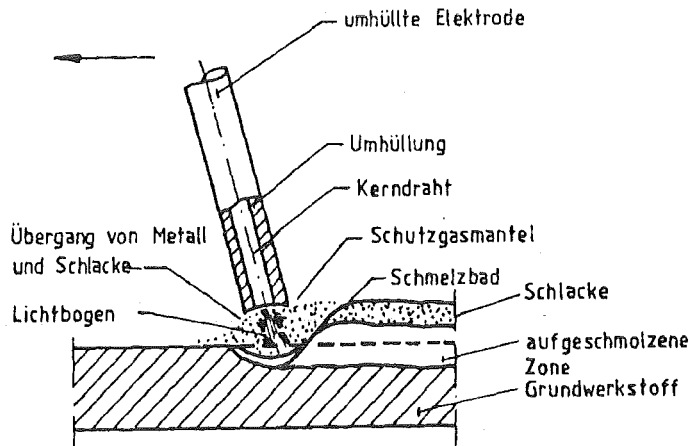 umhüllte Elektrode
Umhüllung
Kerndraht
Übergang von Metall
und Schlacke
Schutzgasmantel
Schmelzbad
Schlacke
Lichtbogen
aufgeschmolzene
Zone
Grundwerkstoff